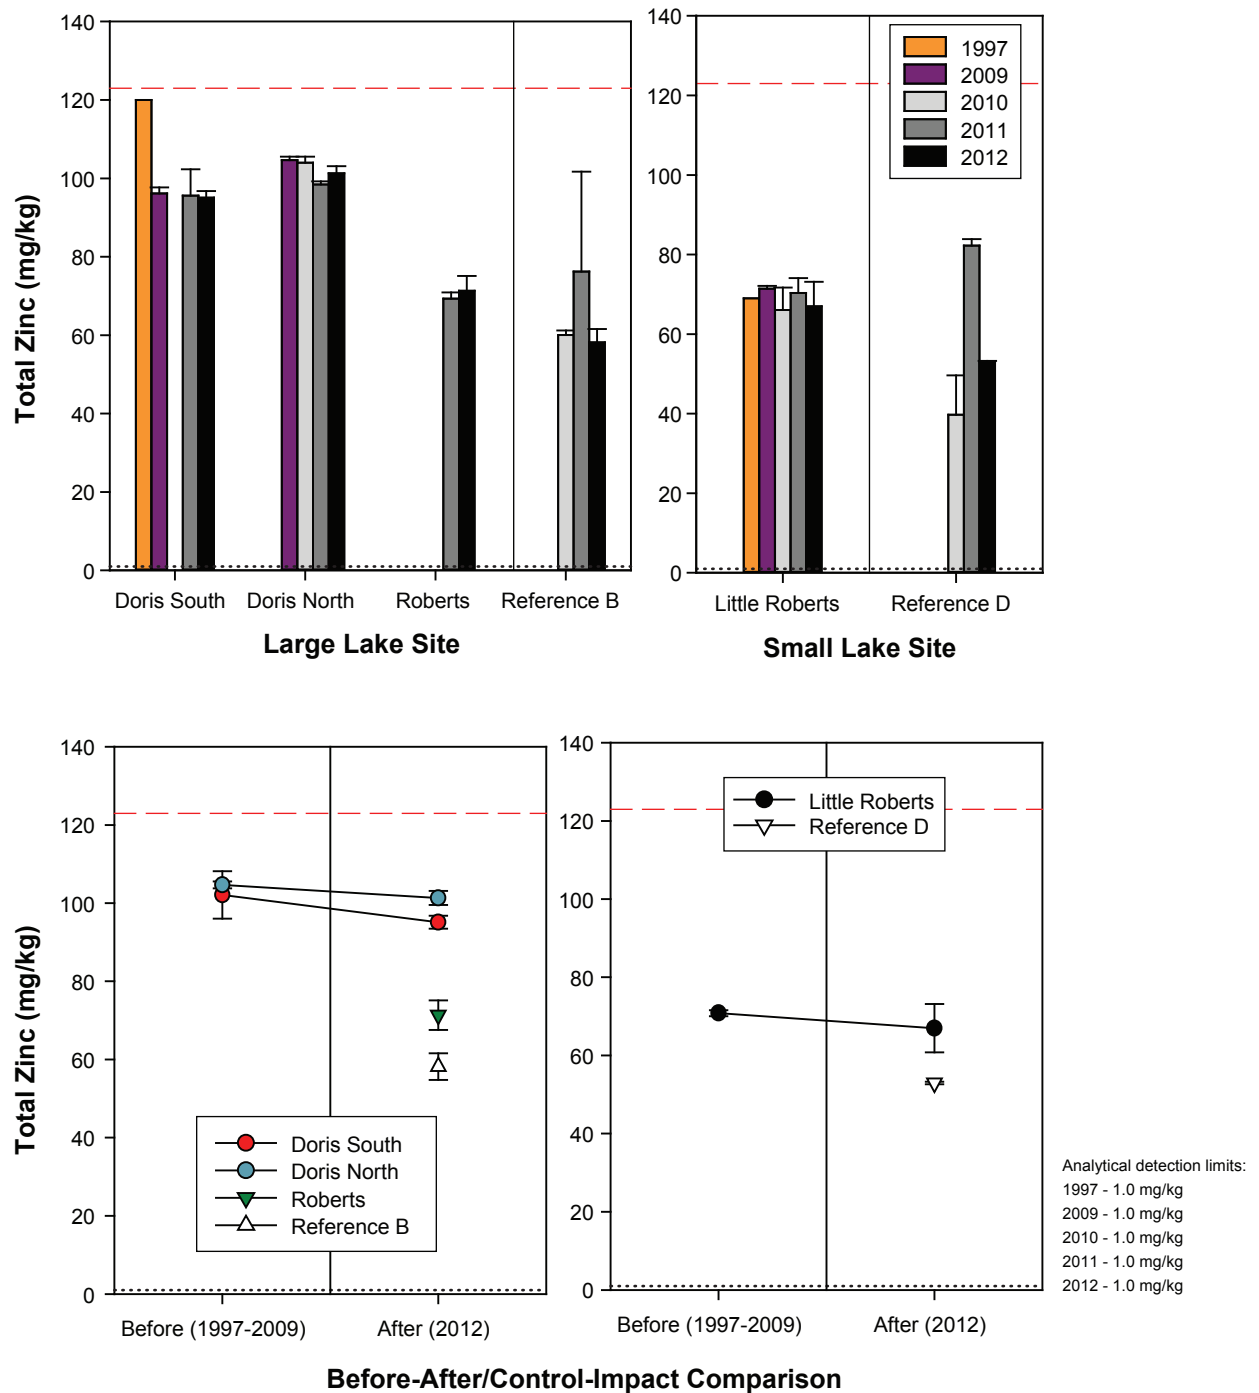 Total Zinc (mg/kg)
140
120
100
80
60
40
20
0
Doris South
Doris North
Roberts
Reference B
Large Lake Site
140
120
100
80
60
40
20
0
1997
2009
2010
2011
2012
Little Roberts
Reference D
Small Lake Site
Total Zinc (mg/kg)
140
120
100
80
60
40
20
0
Doris South
Doris North
Roberts
Reference B
Before (1997-2009)
After (2012)
140
120
100
80
60
40
20
0
Little Roberts
Reference D
Before (1997-2009)
After (2012)
Before-After/Control-Impact Comparison
Analytical detection limits:
1997 - 1.0 mg/kg
2009 - 1.0 mg/kg
2010 - 1.0 mg/kg
2011 - 1.0 mg/kg
2012 - 1.0 mg/kg